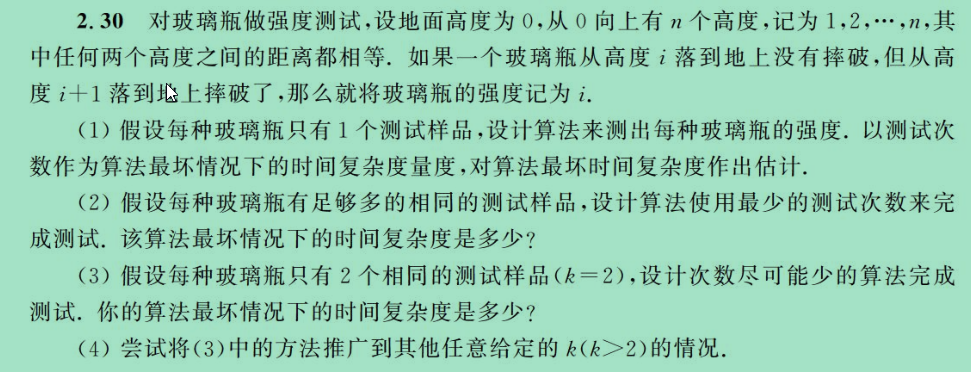 2.30 对玻璃瓶做强度测试,设地面高度为 0,从 0 向上有 n 个高度,记为 1,2,⋯,n,其
中任何两个高度之间的距离都相等. 如果一个玻璃瓶从高度 i 落到地上没有摔破,但从高
度 i+1 落到地上摔破了,那么就将玻璃瓶的强度记为 i.
(1) 假设每种玻璃瓶只有 1 个测试样品,设计算法来测出每种玻璃瓶的强度. 以测试次
数作为算法最坏情况下的时间复杂度量度,对算法最坏时间复杂度作出估计.
(2) 假设每种玻璃瓶有足够多的相同的测试样品,设计算法使用最少的测试次数来完
成测试. 该算法最坏情况下的时间复杂度是多少?
(3) 假设每种玻璃瓶只有 2 个相同的测试样品(k=2),设计次数尽可能少的算法完成
测试. 你的算法最坏情况下的时间复杂度是多少?
(4) 尝试将(3)中的方法推广到其他任意给定的 k(k>2)的情况.